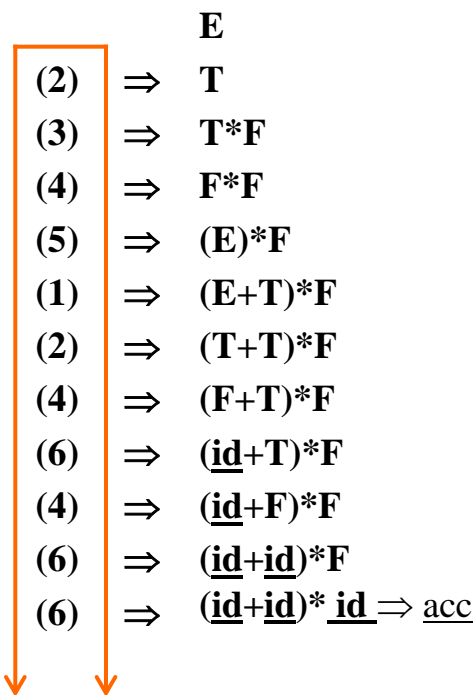 E
(2) ⇒ T
(3) ⇒ T*F
(4) ⇒ F*F
(5) ⇒ (E)*F
(1) ⇒ (E+T)*F
(2) ⇒ (T+T)*F
(4) ⇒ (F+T)*F
(6) ⇒ (id+T)*F
(4) ⇒ (id+F)*F
(6) ⇒ (id+id)*F
(6) ⇒ (id+id)* id ⇒ acc